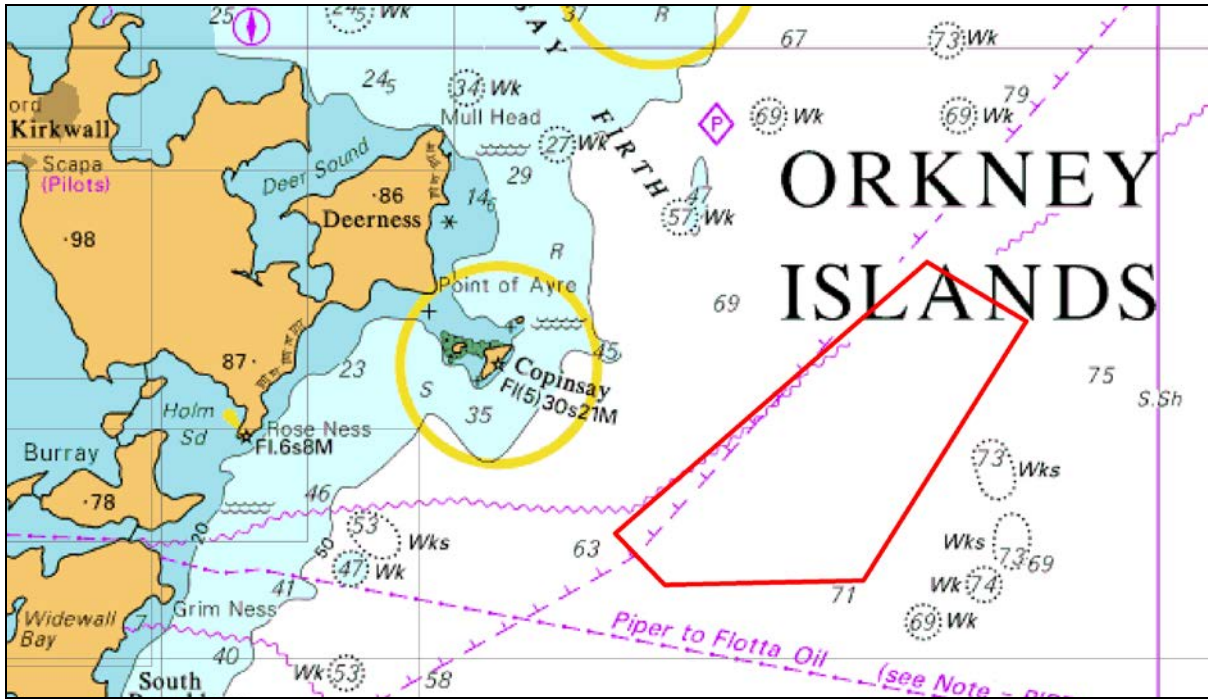 25
24₅ Wk
SAY
FIRTH
37
R
67
73 Wk
ord
Kirkwall
Scapa
(Pilots)
24₅
34 Wk
Mull Head
27 Wk
29
69 Wk
P
79
69 Wk
ORKNEY
ISLANDS
Deer Sound
·86
Deerness
14₆
47
57 Wk
·98
R
Point of Ayre
69
87·
23
S
35
Copinsay
Fl(5)30s21M
45
75
S.Sh
Holm
Sd
Rose Ness
Fl.6s8M
Burray
·78
46
20
50
53 Wks
47 Wk
63
73 Wks
Wks
73
69
Wk 74
71
69 Wk
41
Grim Ness
Widewall
Bay
7
40
Wk 53
58
Piper to Flotta Oil (see Note -
South